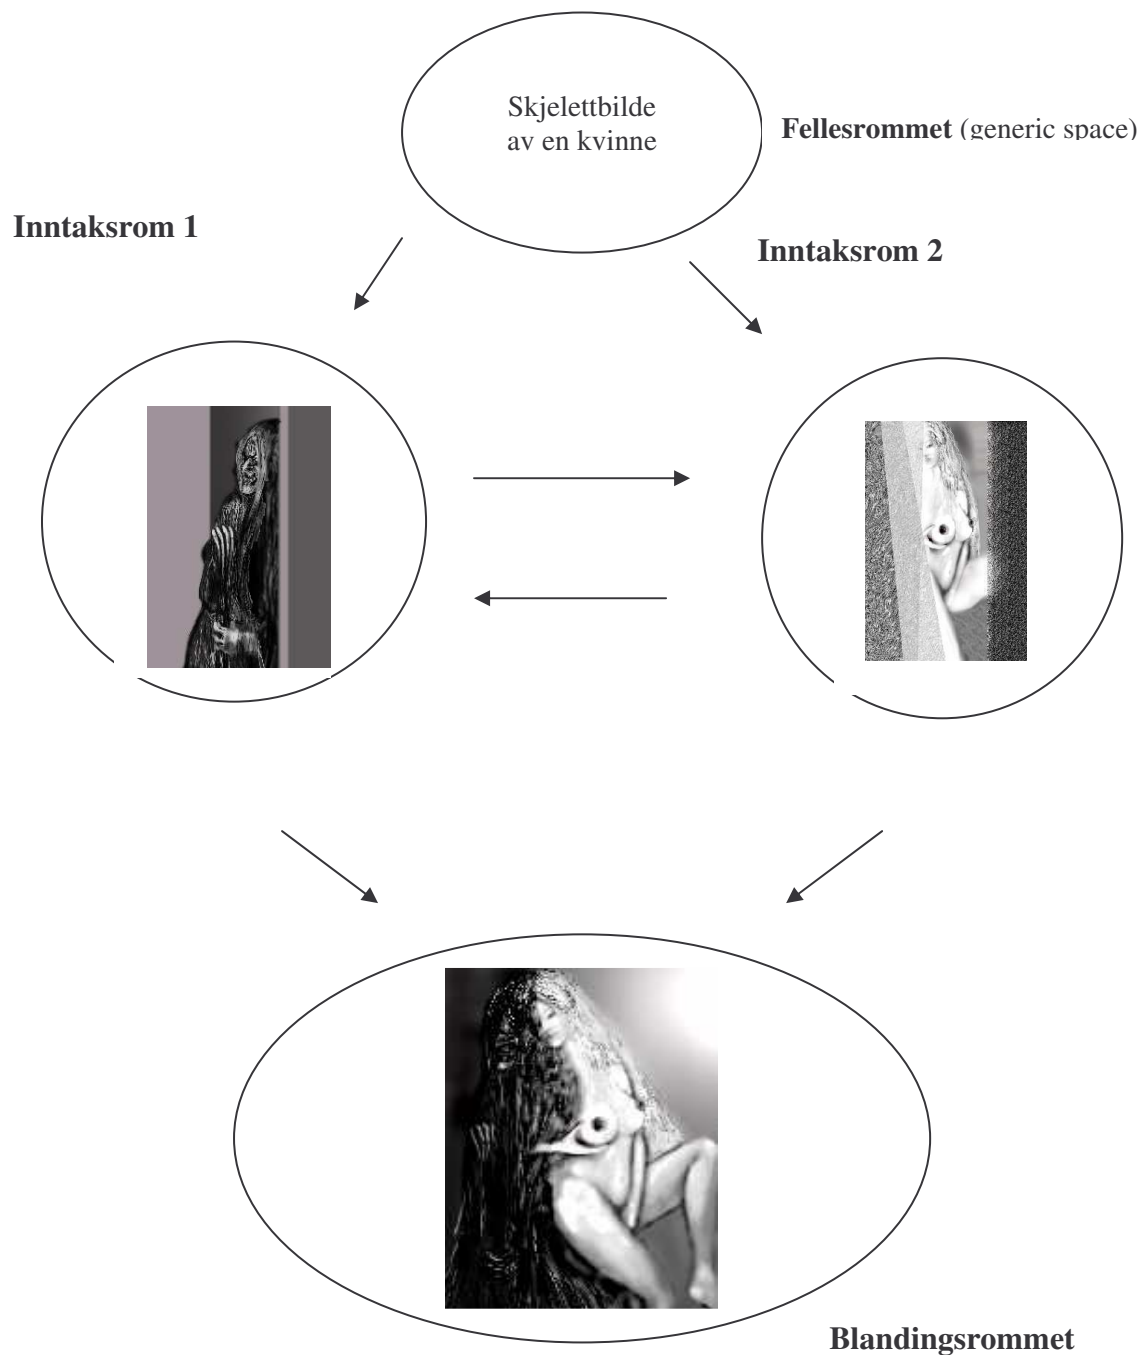 Skjelettbilde
av en kvinne
Fellesrommet (generic space)
Inntaksrom 1
Inntaksrom 2
Blandingsrommet